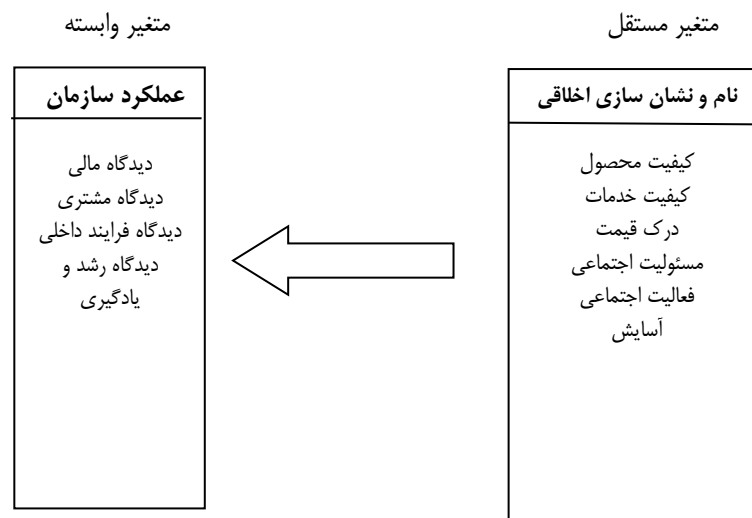 متغیر مستقل
نام و نشان سازی اخلاقی
کیفیت محصول
کیفیت خدمات
درک قیمت
مسئولیت اجتماعی
فعالیت اجتماعی
آسایش
متغیر وابسته
عملکرد سازمان
دیدگاه مالی
دیدگاه مشتری
دیدگاه فرایند داخلی
دیدگاه رشد و
یادگیری